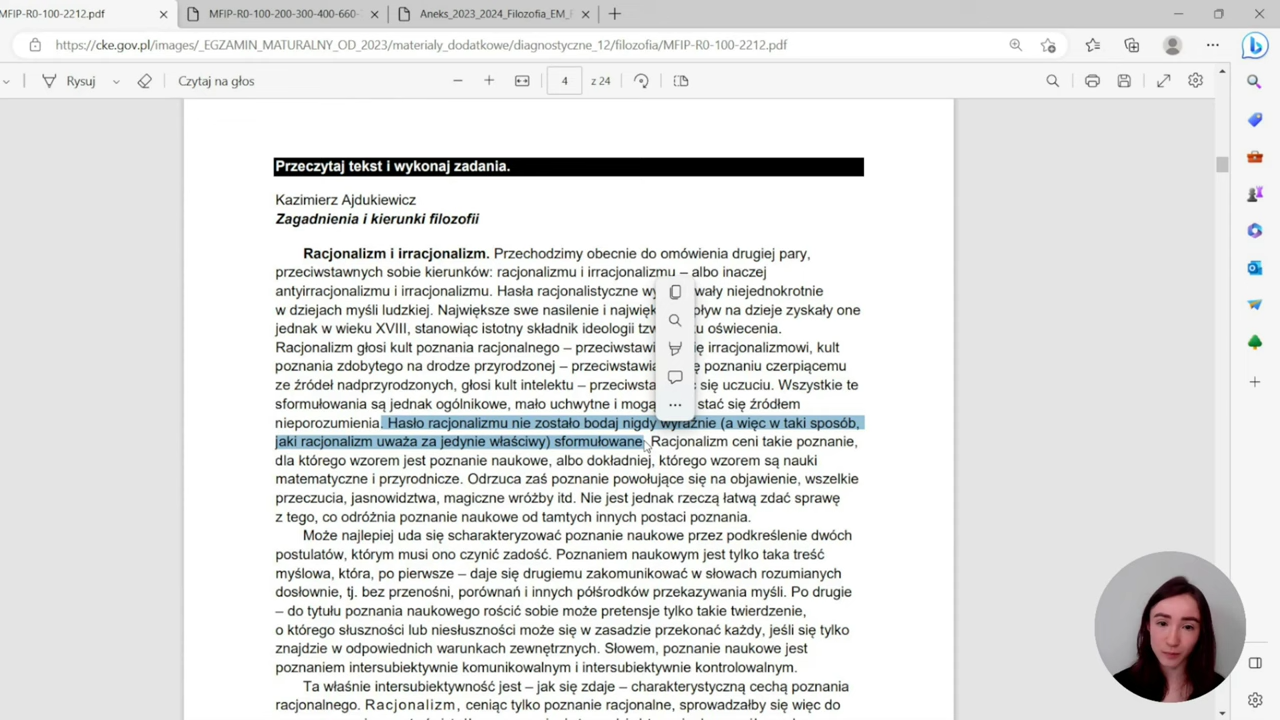 MFIP-R0-100-2212.pdf
MFIP-R0-100-200-300-400-660-
Aneks_2023_2024_Filozofia_EM_
https://cke.gov.pl/images/_EGZAMIN_MATURALNY_OD_2023/materialy_dodatkowe/diagnostyczne_12/filozofia/MFIP-R0-100-2212.pdf
Rysuj
Czytaj na głos
4
z 24
Przeczytaj tekst i wykonaj zadania.
Kazimierz Ajdukiewicz
Zagadnienia i kierunki filozofii
Racjonalizm i irracjonalizm. Przechodzimy obecnie do omówienia drugiej pary,
przeciwstawnych sobie kierunków: racjonalizmu i irracjonalizmu – albo inaczej
antyirracjonalizmu i irracjonalizmu. Hasła racjonalistyczne wy wały niejednokrotnie
w dziejach myśli ludzkiej. Największe swe nasilenie i najwięk pływ na dzieje zyskały one
jednak w wieku XVIII, stanowiąc istotny składnik ideologii tzw ku oświecenia.
Racjonalizm głosi kult poznania racjonalnego – przeciwstawi ię irracjonalizmowi, kult
poznania zdobytego na drodze przyrodzonej – przeciwstawia ę poznaniu czerpiącemu
ze źródeł nadprzyrodzonych, głosi kult intelektu – przeciwsta się uczuciu. Wszystkie te
sformułowania są jednak ogólnikowe, mało uchwytne i mogą stać się źródłem
nieporozumienia. Hasło racjonalizmu nie zostało bodaj nigdy wyraźnie (a więc w taki sposób,
jaki racjonalizm uważa za jedynie właściwy) sformułowane. Racjonalizm ceni takie poznanie,
dla którego wzorem jest poznanie naukowe, albo dokładniej, którego wzorem są nauki
matematyczne i przyrodnicze. Odrzuca zaś poznanie powołujące się na objawienie, wszelkie
przeczucia, jasnowidztwa, magiczne wróżby itd. Nie jest jednak rzeczą łatwą zdać sprawę
z tego, co odróżnia poznanie naukowe od tamtych innych postaci poznania.
Może najlepiej uda się scharakteryzować poznanie naukowe przez podkreślenie dwóch
postulatów, którym musi ono czynić zadość. Poznaniem naukowym jest tylko taka treść
myślowa, która, po pierwsze – daje się drugiemu zakomunikować w słowach rozumianych
dosłownie, tj. bez przenośni, porównań i innych półśrodków przekazywania myśli. Po drugie
– do tytułu poznania naukowego rościć sobie może pretensje tylko takie twierdzenie,
o którego słuszności lub niesłuszności może się w zasadzie przekonać każdy, jeśli się tylko
znajdzie w odpowiednich warunkach zewnętrznych. Słowem, poznanie naukowe jest
poznaniem intersubiektywnie komunikowalnym i intersubiektywnie kontrolowalnym.
Ta właśnie intersubiektywność jest – jak się zdaje – charakterystyczną cechą poznania
racjonalnego. Racjonalizm, ceniąc tylko poznanie racjonalne, sprowadzałby się więc do